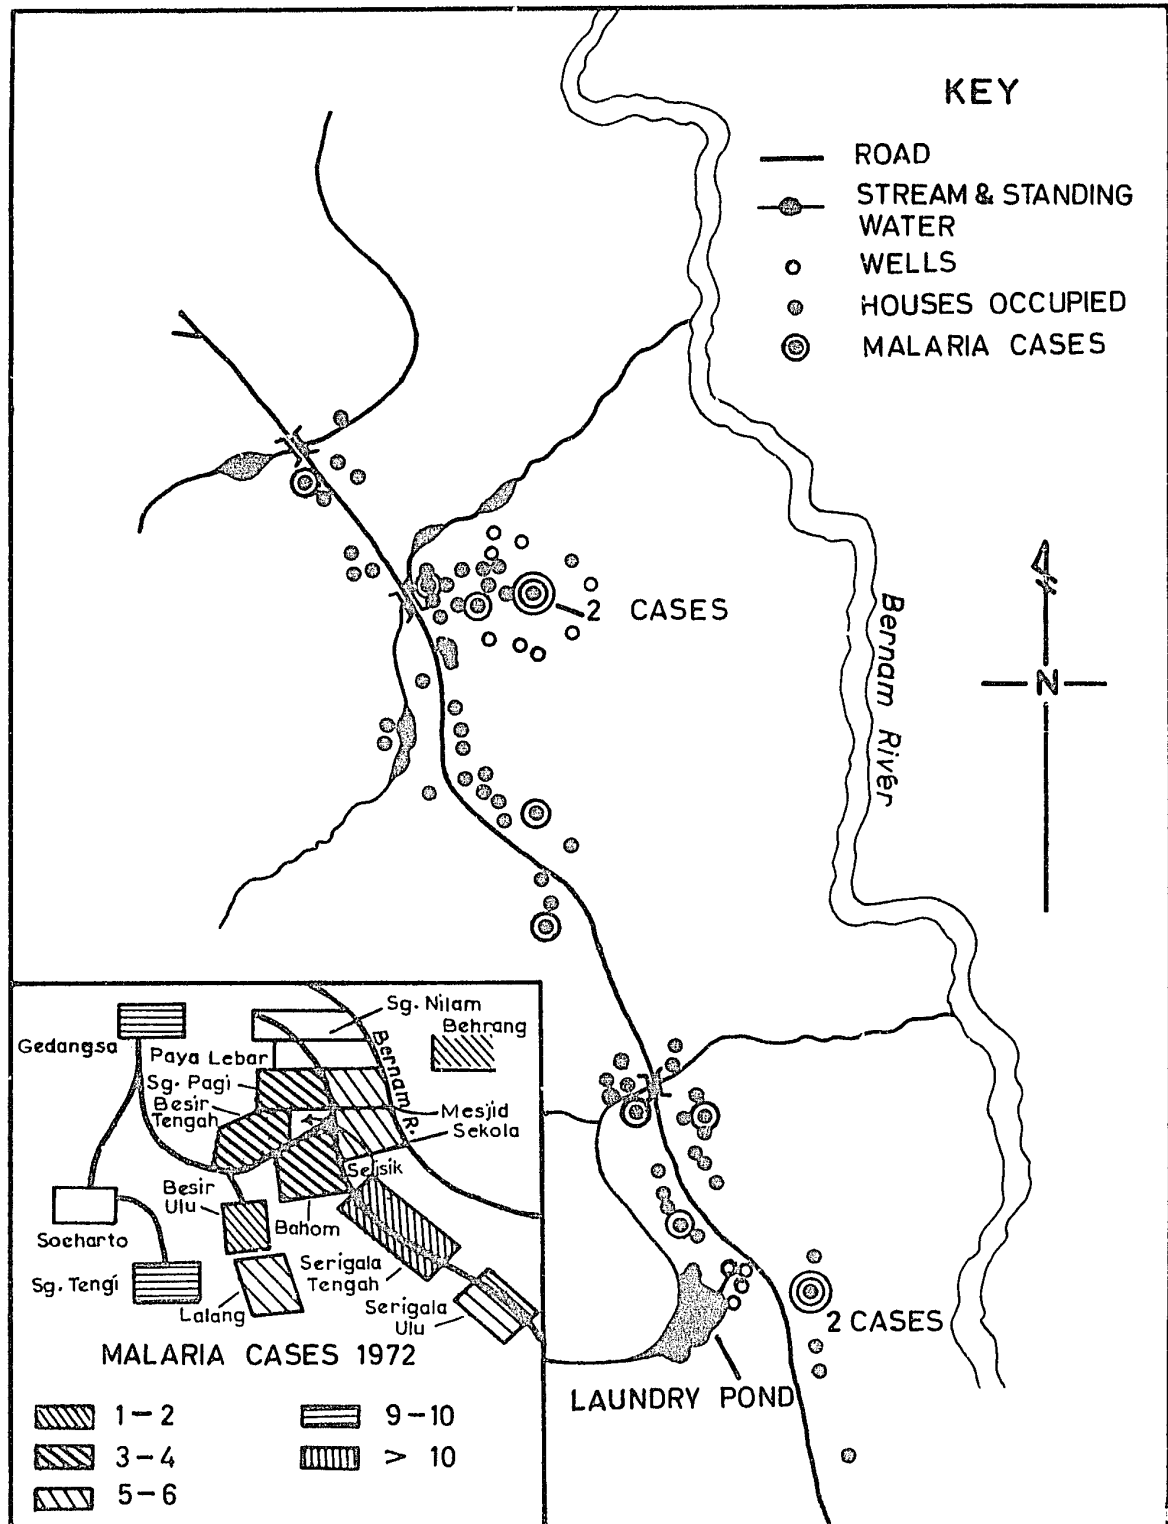 KEY
ROAD
STREAM & STANDING
WATER
WELLS
HOUSES OCCUPIED
MALARIA CASES
2 CASES
Bernam River
N
2 CASES
LAUNDRY POND
Sg. Nilam
Behrang
Gedangsa
Paya Lebar
Sg. Pagi
Besir
Tengah
Bernam R.
Mesjid
Sekola
Selisik
Besir
Ulu
Bahom
Soeharto
Serigala
Tengah
Sg. Tengi
Lalang
Serigala
Ulu
MALARIA CASES 1972
1-2
9-10
3-4
> 10
5-6